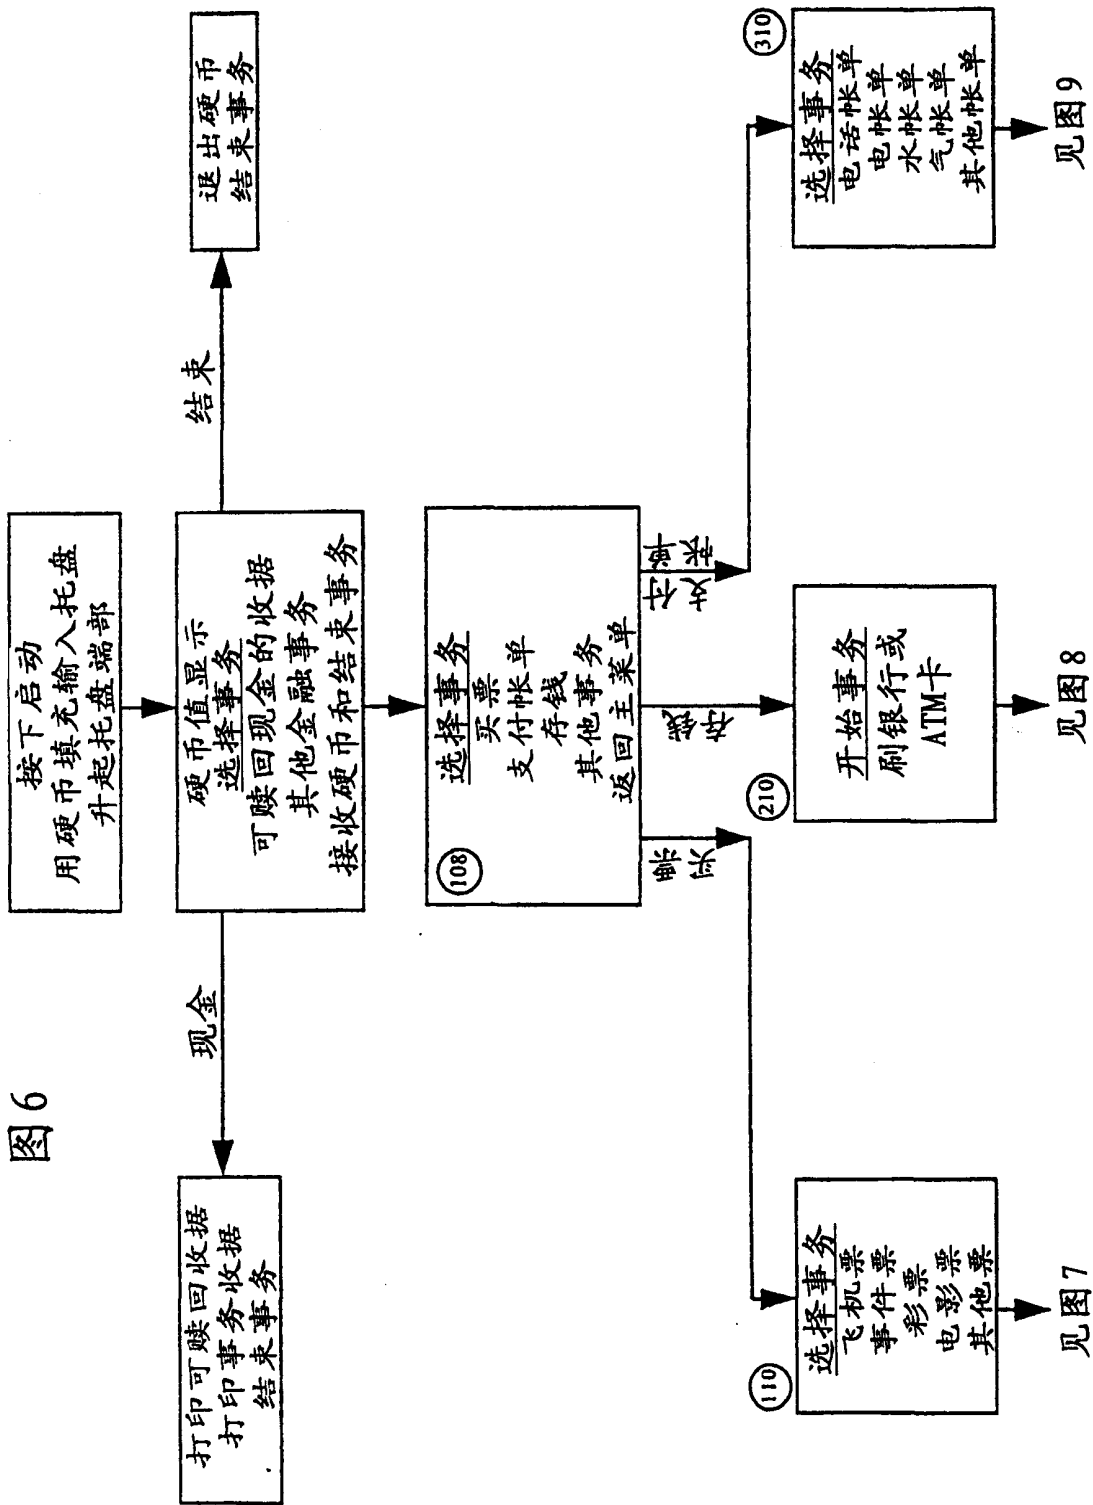 图6
按下启动
用硬币填充输入托盘
升起托盘端部
硬币值显示
选择事务
可赎回现金的收据
其他金融事务
接收硬币和结束事务
现金
打印可赎回收据
打印事务收据
结束事务
结束
退出硬币
结束事务
108
选择事务
买票
支付帐单
存钱
其他事务
返回主菜单
买票
存钱
支付
帐单
110
选择事务
飞机票
事件票
彩票
电影票
其他票
见图7
210
开始事务
刷银行或
ATM卡
见图8
310
选择事务
电话帐单
电帐单
水帐单
气帐单
其他帐单
见图9